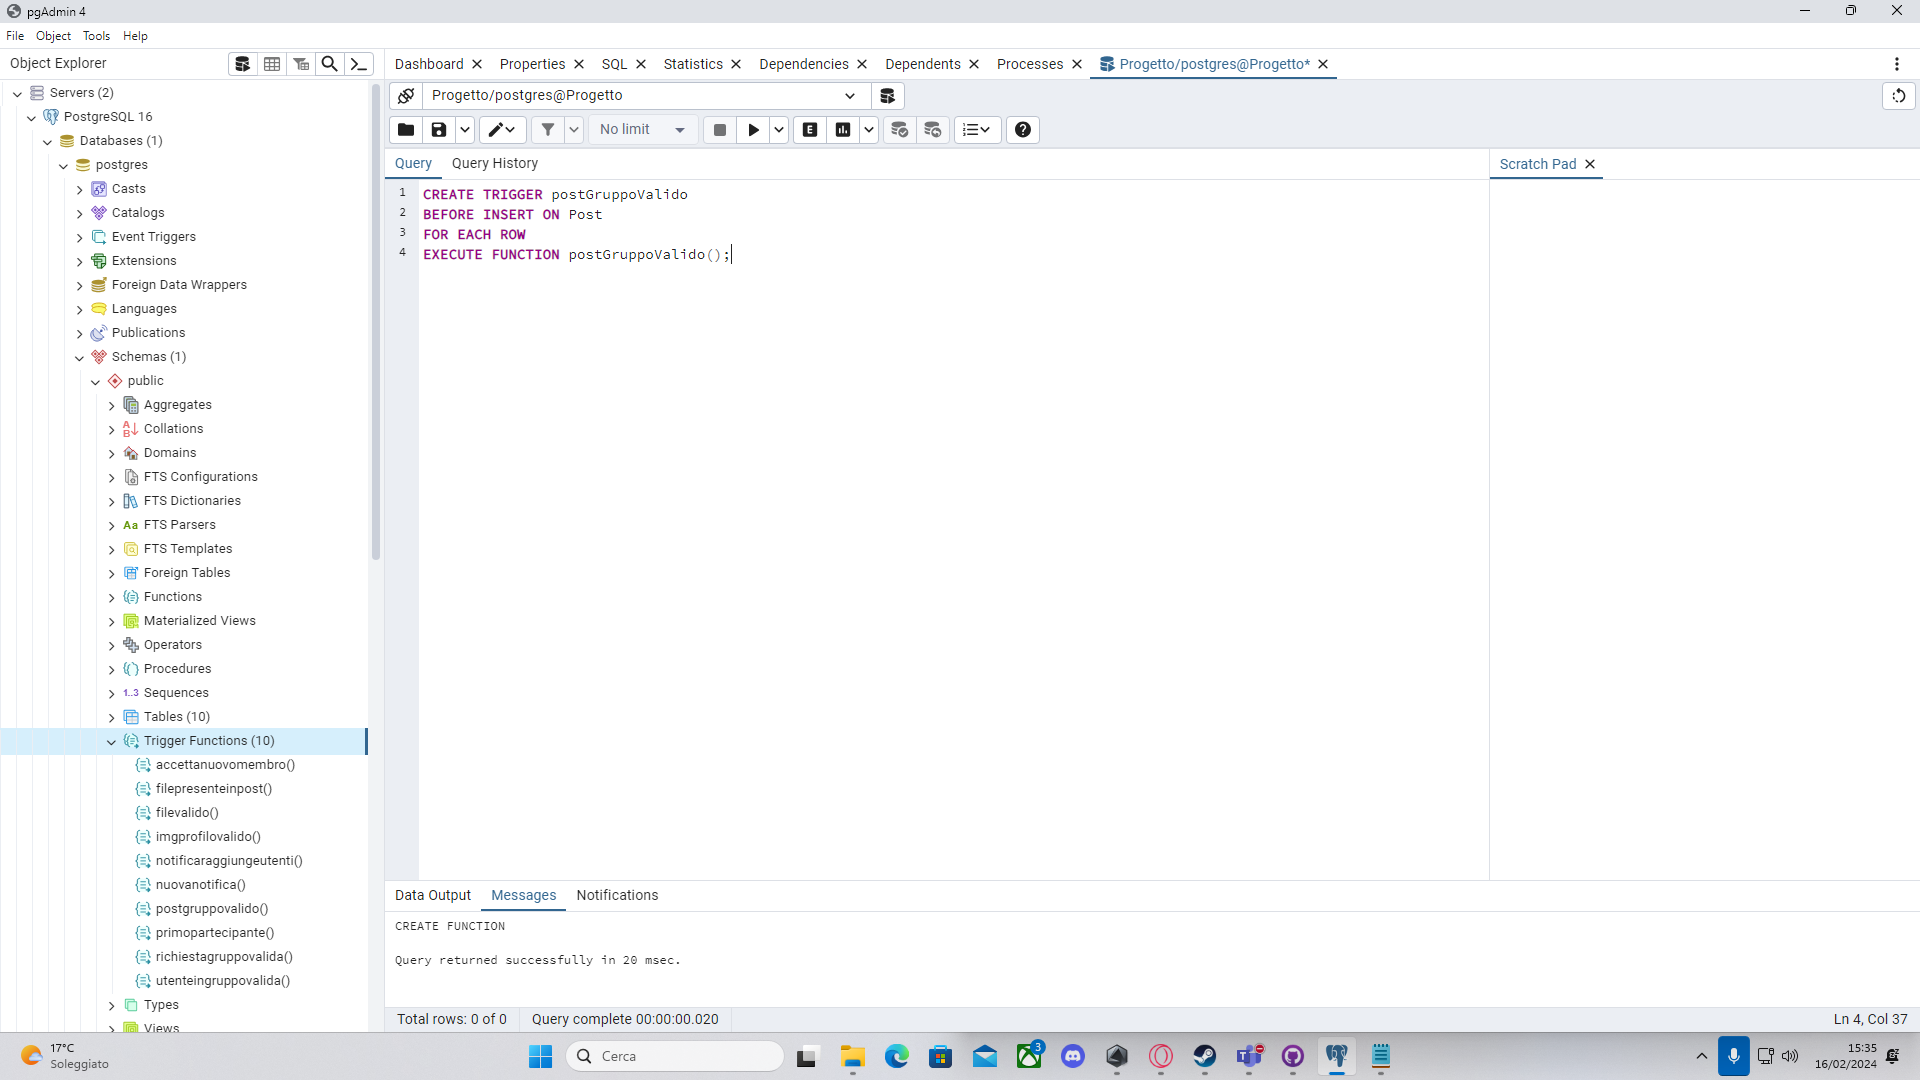 pgAdmin 4
File Object Tools Help
Object Explorer
Dashboard Properties SQL Statistics Dependencies Dependents Processes Progetto/postgres@Progetto*
Servers (2)
PostgreSQL 16
Databases (1)
postgres
Casts
Catalogs
Event Triggers
Extensions
Foreign Data Wrappers
Languages
Publications
Schemas (1)
public
Aggregates
Collations
Domains
FTS Configurations
FTS Dictionaries
Aa FTS Parsers
FTS Templates
Foreign Tables
Functions
Materialized Views
Operators
Procedures
1..3 Sequences
Tables (10)
Trigger Functions (10)
accettanuovomembro()
filepresenteinpost()
filevalido()
imgprofilovalido()
notificaraggiungeutenti()
nuovanotifica()
postgruppovalido()
primopartecipante()
richiestagruppovalida()
utenteingruppovalida()
Types
Views
Progetto/postgres@Progetto
No limit
E
Query Query History
1 CREATE TRIGGER postGruppoValido
2 BEFORE INSERT ON Post
3 FOR EACH ROW
4 EXECUTE FUNCTION postGruppoValido();
Scratch Pad
Data Output Messages Notifications
CREATE FUNCTION
Query returned successfully in 20 msec.
Total rows: 0 of 0 Query complete 00:00:00.020 Ln 4, Col 37
17°C
Soleggiato
Cerca
3
15:35
16/02/2024